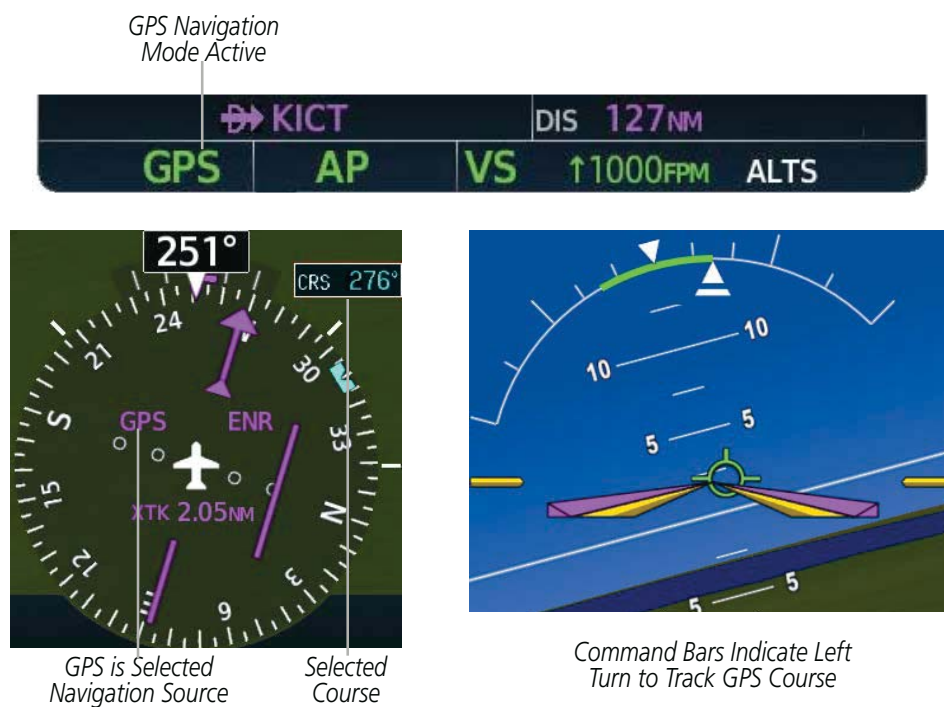 GPS Navigation
Mode Active
KICT
DIS 127NM
GPS
AP
VS
↑1000FPM
ALTS
251°
CRS 276°
21
24
30
33
N
3
6
12
15
S
GPS
ENR
XTK 2.05NM
10
10
5
5
5
5
GPS is Selected
Navigation Source
Selected
Course
Command Bars Indicate Left
Turn to Track GPS Course